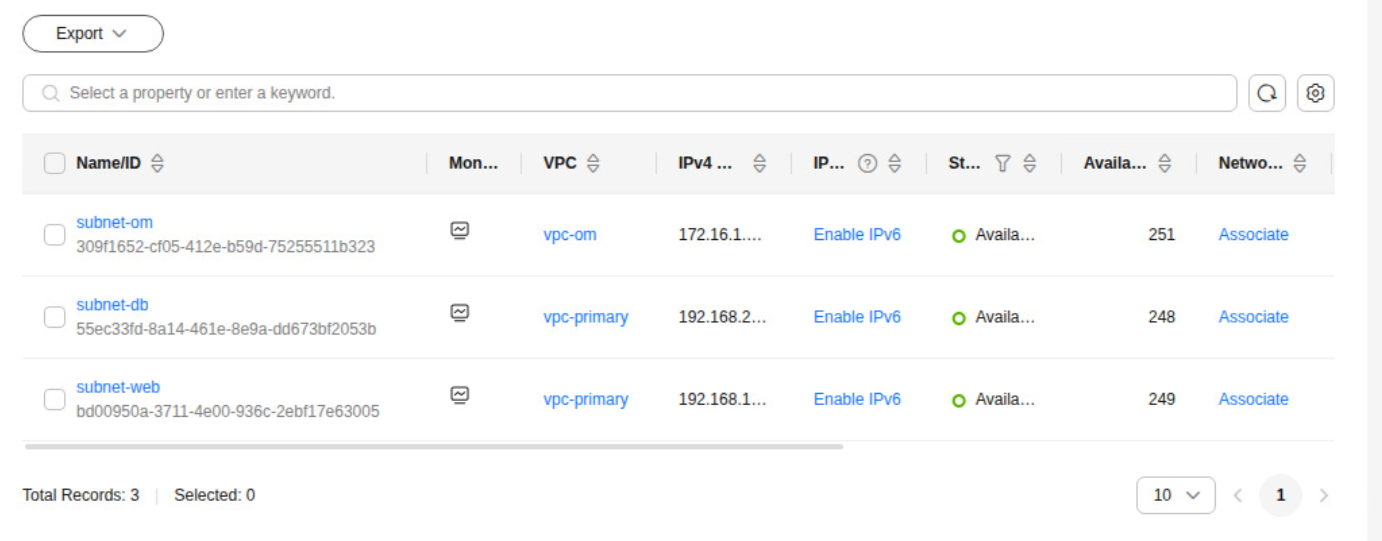 Export
Select a property or enter a keyword.
Name/ID Mon... VPC IPv4 ... IP... St... Availa... Netwo...
subnet-om
309f1652-cf05-412e-b59d-75255511b323
vpc-om 172.16.1.... Enable IPv6 Availa... 251 Associate
subnet-db
55ec33fd-8a14-461e-8e9a-dd673bf2053b
vpc-primary 192.168.2... Enable IPv6 Availa... 248 Associate
subnet-web
bd00950a-3711-4e00-936c-2ebf17e63005
vpc-primary 192.168.1... Enable IPv6 Availa... 249 Associate
Total Records: 3 Selected: 0 10 1